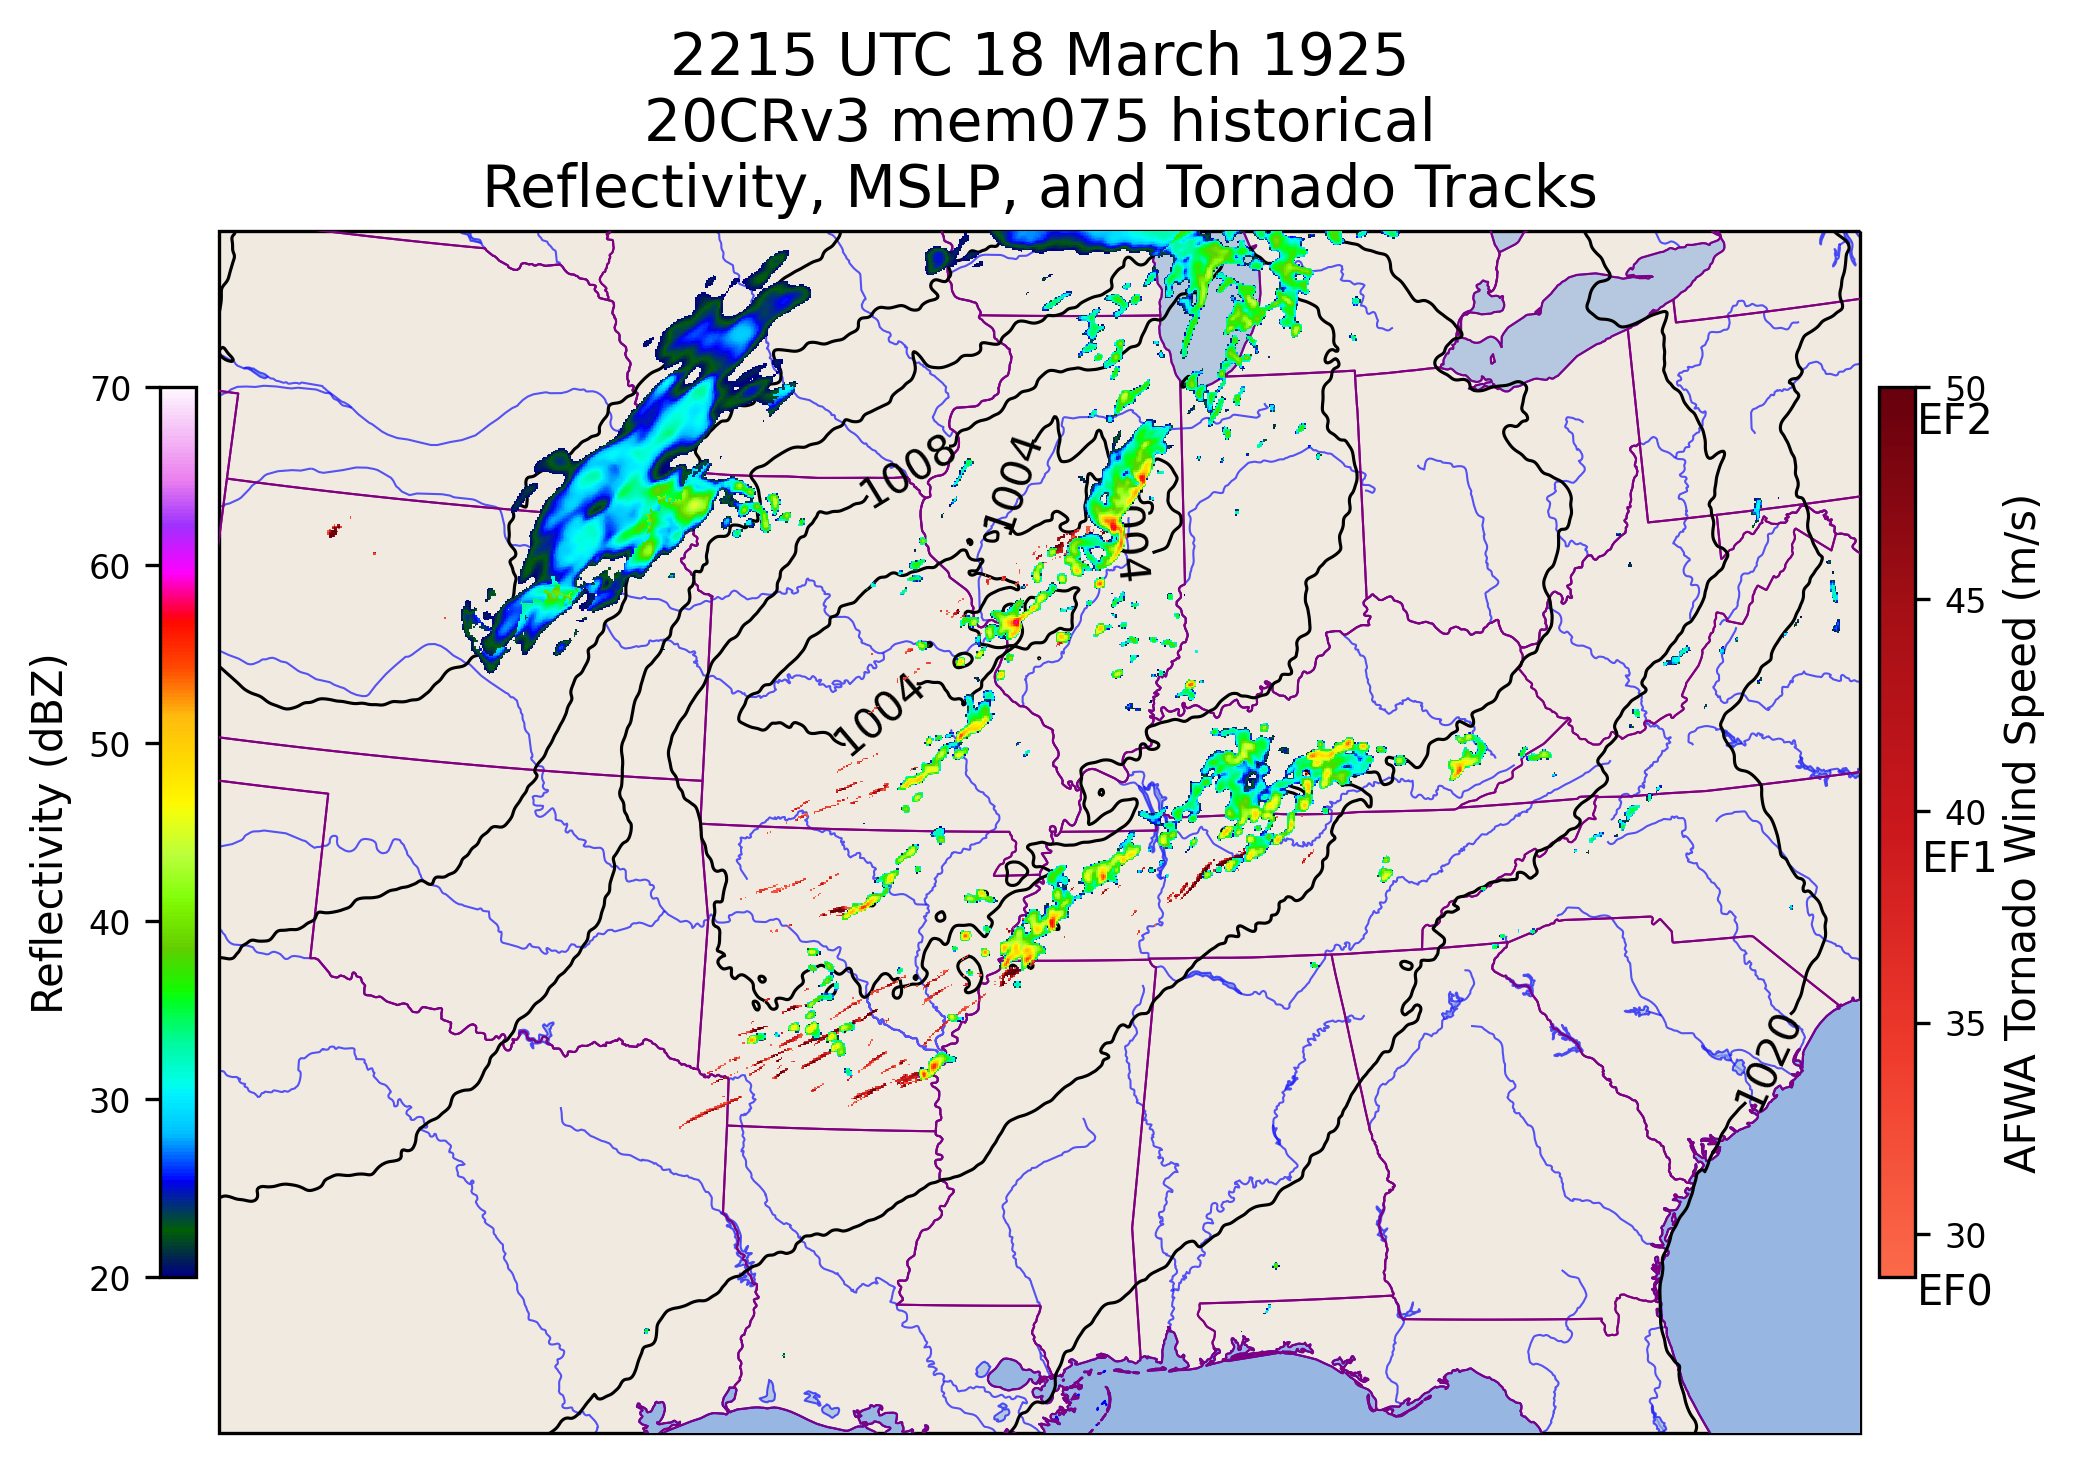 2215 UTC 18 March 1925
20CRv3 mem075 historical
Reflectivity, MSLP, and Tornado Tracks
Reflectivity (dBZ)
70
60
50
40
30
20
1008
1004
1004
1004
1020
50
EF2
45
40
EF1
35
30
EF0
AFWA Tornado Wind Speed (m/s)